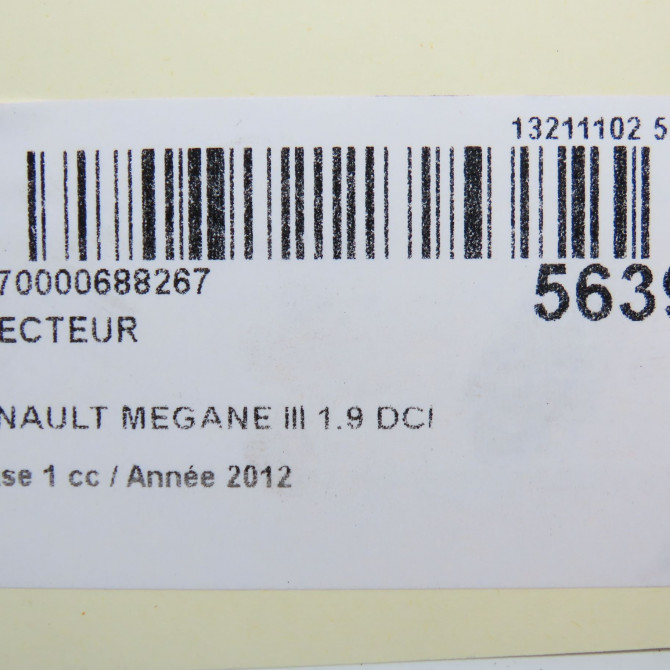 13211102 5
70000688267
5639
ECTEUR
NAULT MEGANE III 1.9 DCI
se 1 cc / Année 2012